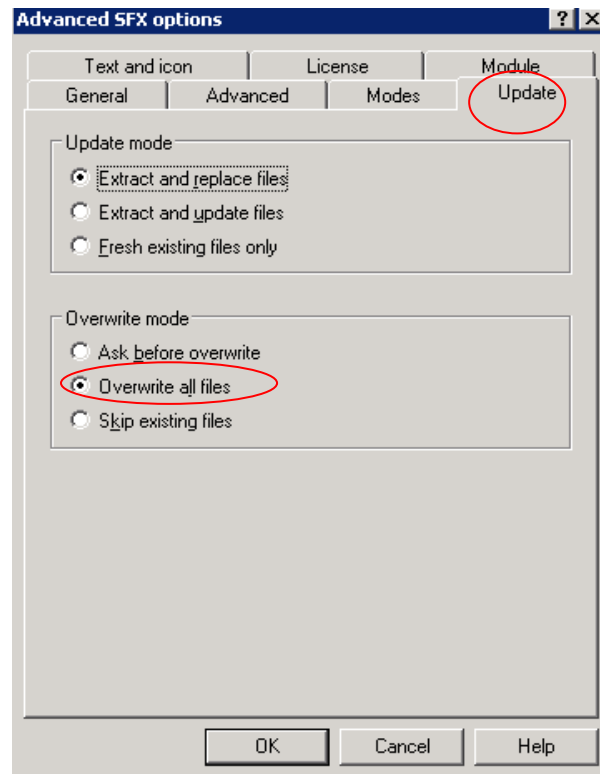 Advanced SFX options
Text and icon License Module
General Advanced Modes Update
Update mode
Extract and replace files
Extract and update files
Fresh existing files only
Overwrite mode
Ask before overwrite
Overwrite all files
Skip existing files
OK Cancel Help